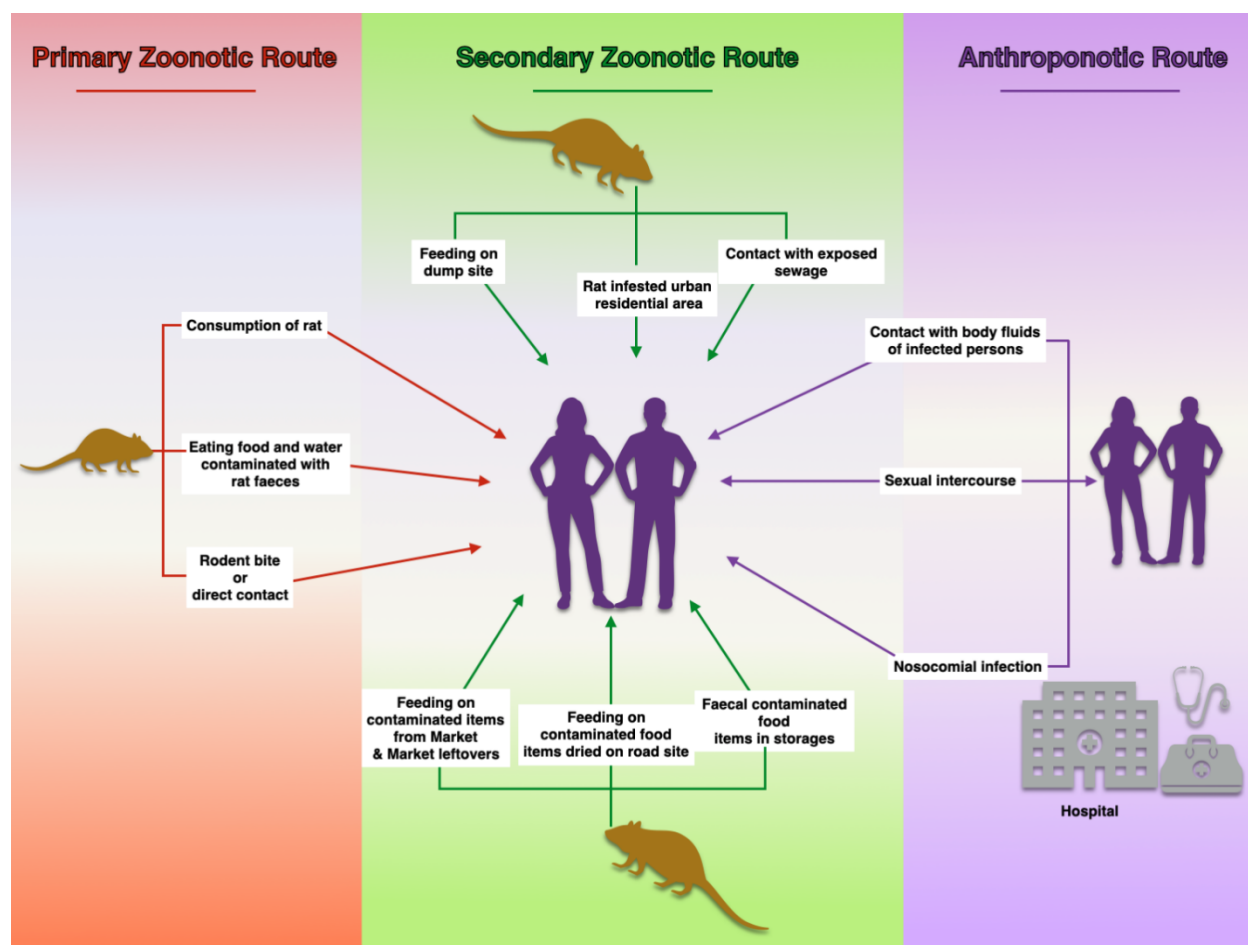 Primary Zoonotic Route
Secondary Zoonotic Route
Anthroponotic Route
Feeding on
dump site
Rat infested urban
residential area
Contact with exposed
sewage
Consumption of rat
Eating food and water
contaminated with
rat faeces
Rodent bite
or
direct contact
Contact with body fluids
of infected persons
Sexual intercourse
Nosocomial infection
Feeding on
contaminated items
from Market
& Market leftovers
Feeding on
contaminated food
items dried on road site
Faecal contaminated
food
items in storages
Hospital